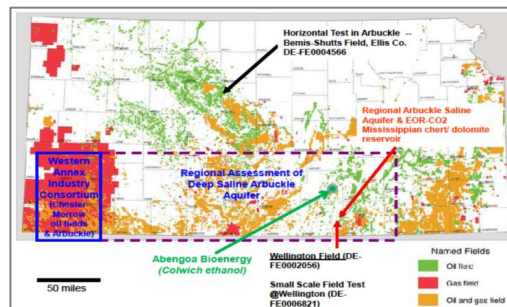 Horizontal Test in Arbuckle --
Bemis-Shutts Field, Ellis Co.
DE-FE0004566
Regional Arbuckle Saline
Aquifer & EOR-CO2
Mississippian chert/ dolomite
reservoir
Western
Annex
Industry
Consortium
(Chester
Morrow
oil fields
& Arbuckle)
Regional Assessment of
Deep Saline Arbuckle
Aquifer
Abengoa Bioenergy
(Colwich ethanol)
Wellington Field (DE-
FE0002056)
Small Scale Field Test
@Wellington (DE-
FE0006821)
50 miles
Named Fields
Oil field
Gas field
Oil and gas field